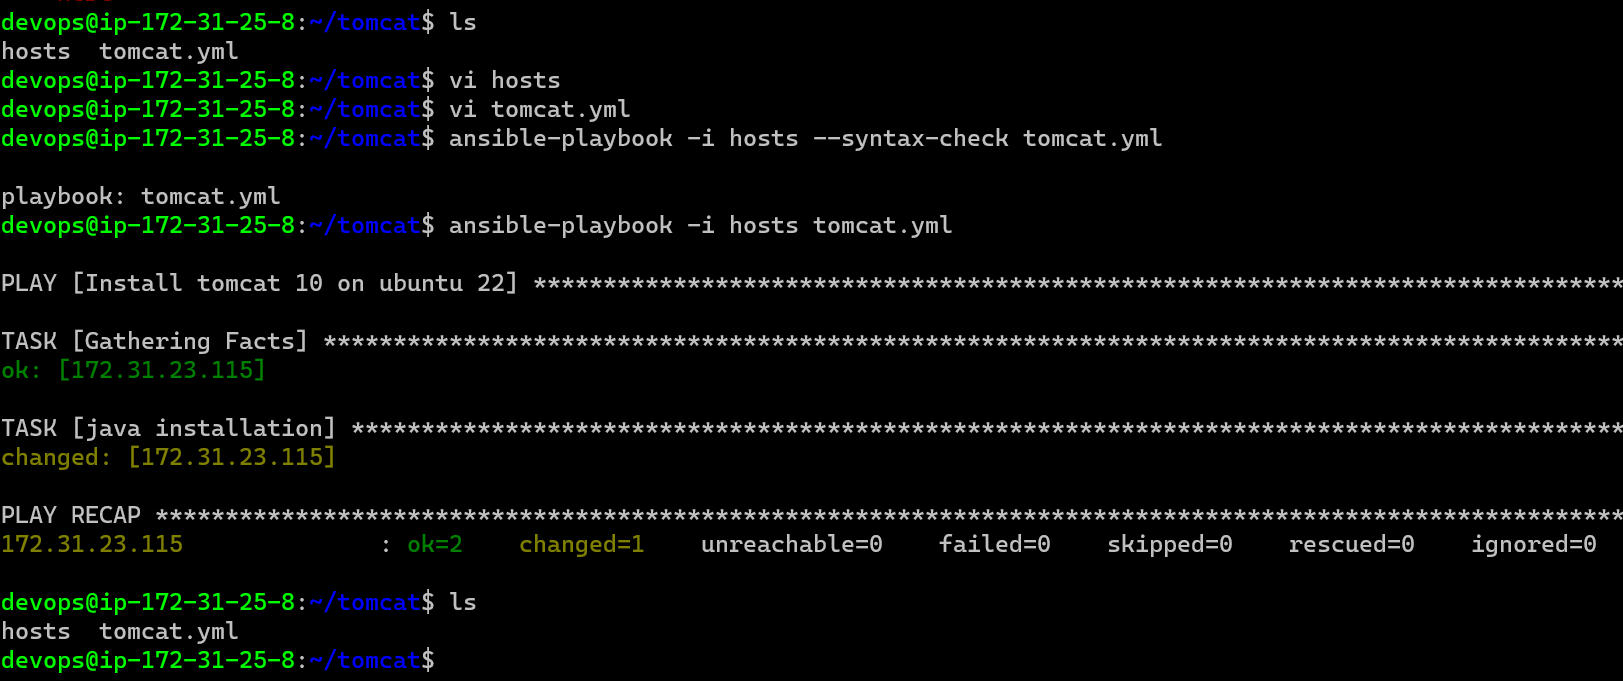 devops@ip-172-31-25-8:~/tomcat$ ls
hosts  tomcat.yml
devops@ip-172-31-25-8:~/tomcat$ vi hosts
devops@ip-172-31-25-8:~/tomcat$ vi tomcat.yml
devops@ip-172-31-25-8:~/tomcat$ ansible-playbook -i hosts --syntax-check tomcat.yml
playbook: tomcat.yml
devops@ip-172-31-25-8:~/tomcat$ ansible-playbook -i hosts tomcat.yml
PLAY [Install tomcat 10 on ubuntu 22] ******************************************************************************
TASK [Gathering Facts] *********************************************************************************************
ok: [172.31.23.115]
TASK [java installation] *******************************************************************************************
changed: [172.31.23.115]
PLAY RECAP *********************************************************************************************************
172.31.23.115              : ok=2    changed=1    unreachable=0    failed=0    skipped=0    rescued=0    ignored=0
devops@ip-172-31-25-8:~/tomcat$ ls
hosts  tomcat.yml
devops@ip-172-31-25-8:~/tomcat$